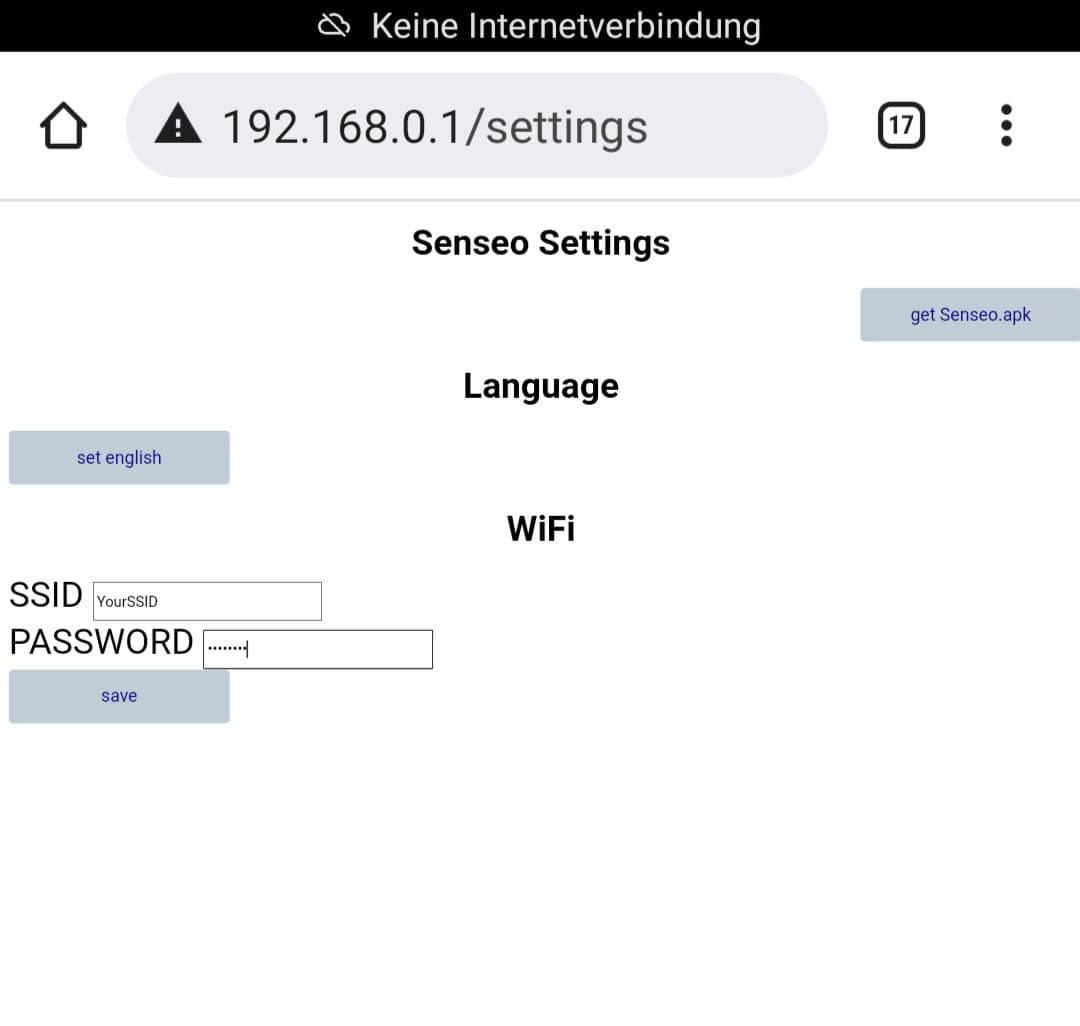 Keine Internetverbindung
192.168.0.1/settings
17
Senseo Settings
get Senseo.apk
Language
set english
WiFi
SSID YourSSID
PASSWORD ········
save